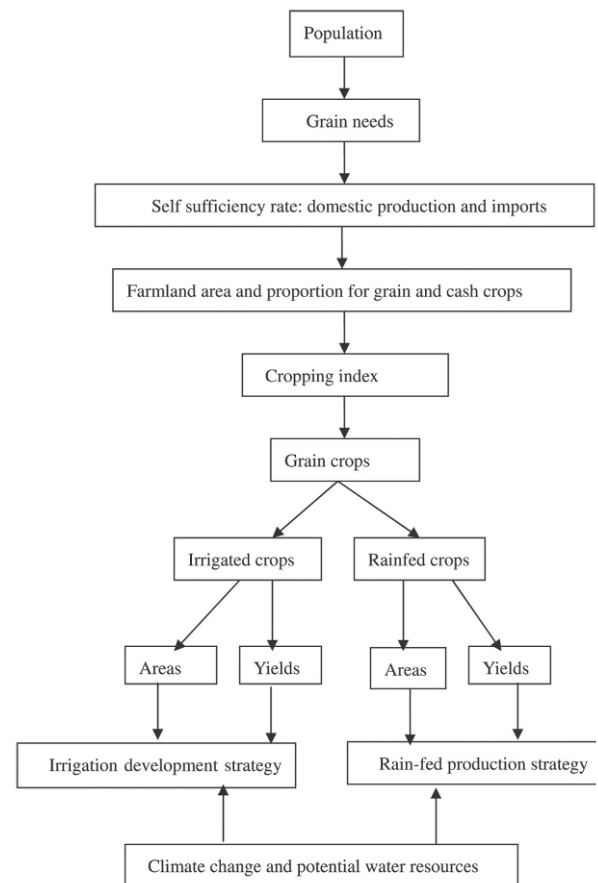 Population
Grain needs
Self sufficiency rate: domestic production and imports
Farmland area and proportion for grain and cash crops
Cropping index
Grain crops
Irrigated crops
Rainfed crops
Areas
Yields
Areas
Yields
Irrigation development strategy
Rain-fed production strategy
Climate change and potential water resources